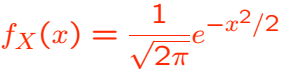 f_X(x) = \frac{1}{\sqrt{2\pi}} e^{-x^2/2}